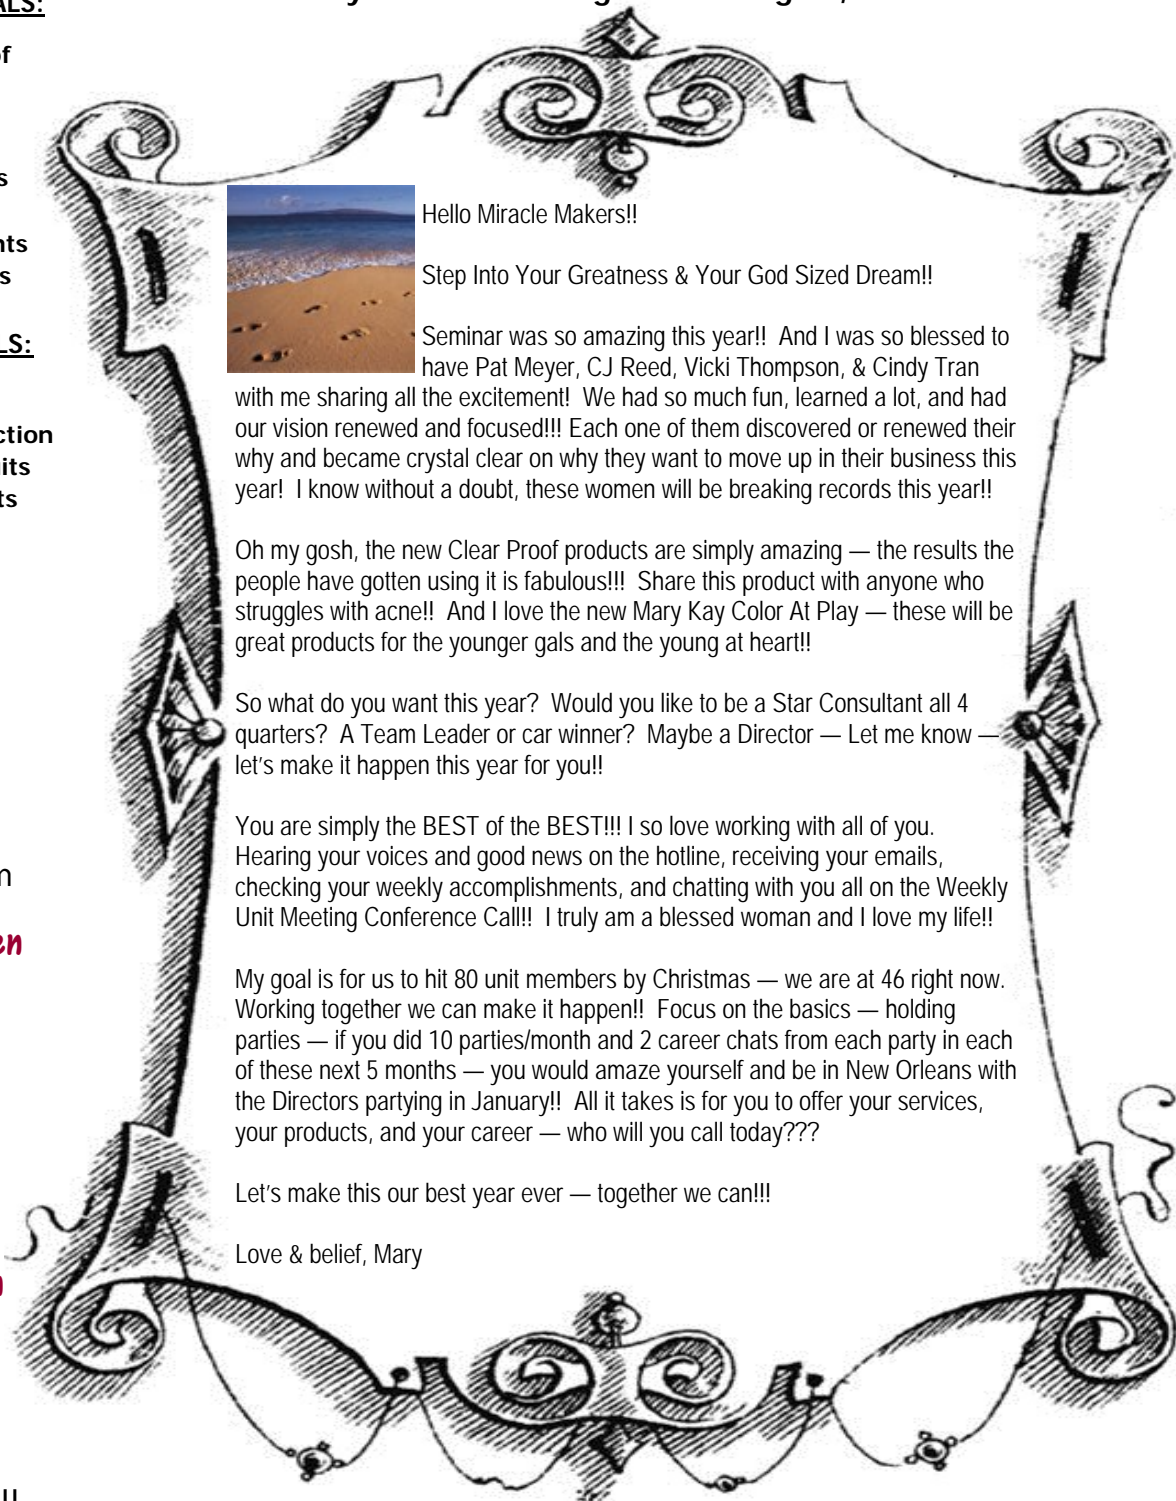 ALS:
of
s
nts
s
LS:
ction
its
ts
n
en
u
Hello Miracle Makers!!
Step Into Your Greatness & Your God Sized Dream!!
Seminar was so amazing this year!! And I was so blessed to
have Pat Meyer, CJ Reed, Vicki Thompson, & Cindy Tran
with me sharing all the excitement! We had so much fun, learned a lot, and had
our vision renewed and focused!!! Each one of them discovered or renewed their
why and became crystal clear on why they want to move up in their business this
year! I know without a doubt, these women will be breaking records this year!!
Oh my gosh, the new Clear Proof products are simply amazing — the results the
people have gotten using it is fabulous!!! Share this product with anyone who
struggles with acne!! And I love the new Mary Kay Color At Play — these will be
great products for the younger gals and the young at heart!!
So what do you want this year? Would you like to be a Star Consultant all 4
quarters? A Team Leader or car winner? Maybe a Director — Let me know —
let's make it happen this year for you!!
You are simply the BEST of the BEST!!! I so love working with all of you.
Hearing your voices and good news on the hotline, receiving your emails,
checking your weekly accomplishments, and chatting with you all on the Weekly
Unit Meeting Conference Call!! I truly am a blessed woman and I love my life!!
My goal is for us to hit 80 unit members by Christmas — we are at 46 right now.
Working together we can make it happen!! Focus on the basics — holding
parties — if you did 10 parties/month and 2 career chats from each party in each
of these next 5 months — you would amaze yourself and be in New Orleans with
the Directors partying in January!! All it takes is for you to offer your services,
your products, and your career — who will you call today???
Let's make this our best year ever — together we can!!!
Love & belief, Mary